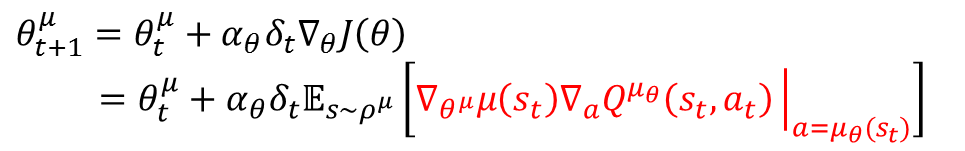 θ^μ_{t+1} = θ^μ_t + α_θ δ_t ∇_θ J(θ)
= θ^μ_t + α_θ δ_t 𝔼_{s~ρ^μ} [∇_{θ^μ} μ(s_t) ∇_a Q^{μ_θ}(s_t, a_t) |_{a=μ_θ(s_t)}]